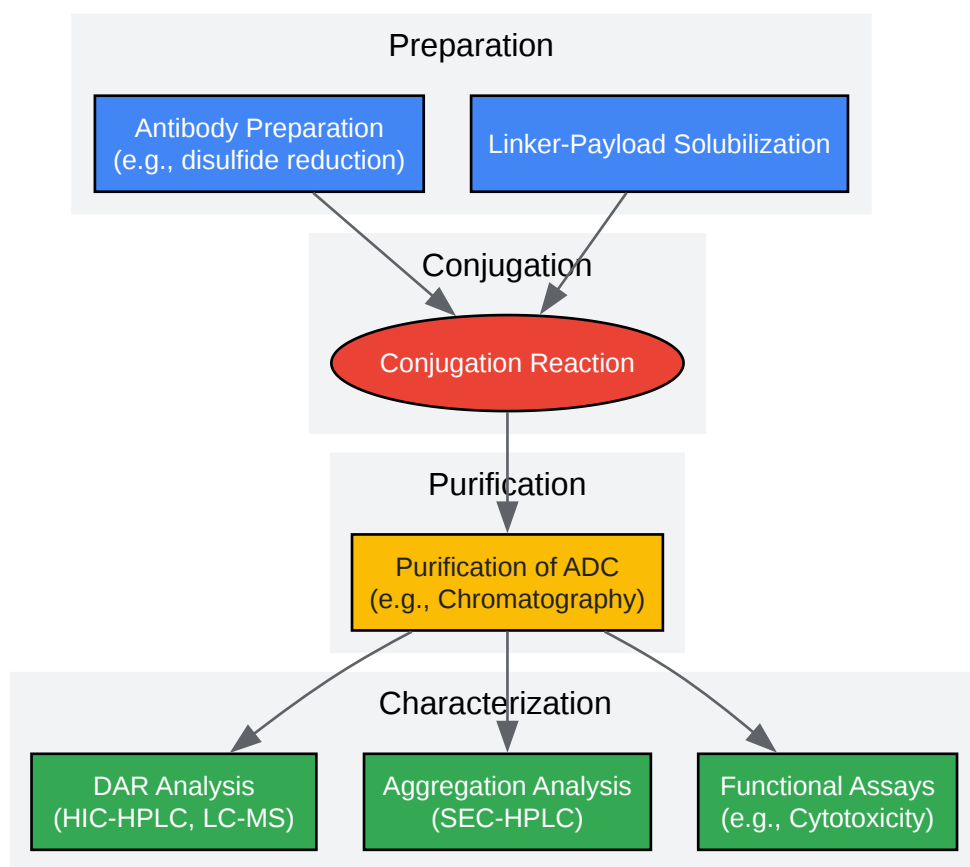 Preparation
Antibody Preparation
(e.g., disulfide reduction)
Linker-Payload Solubilization
Conjugation
Conjugation Reaction
Purification
Purification of ADC
(e.g., Chromatography)
Characterization
DAR Analysis
(HIC-HPLC, LC-MS)
Aggregation Analysis
(SEC-HPLC)
Functional Assays
(e.g., Cytotoxicity)